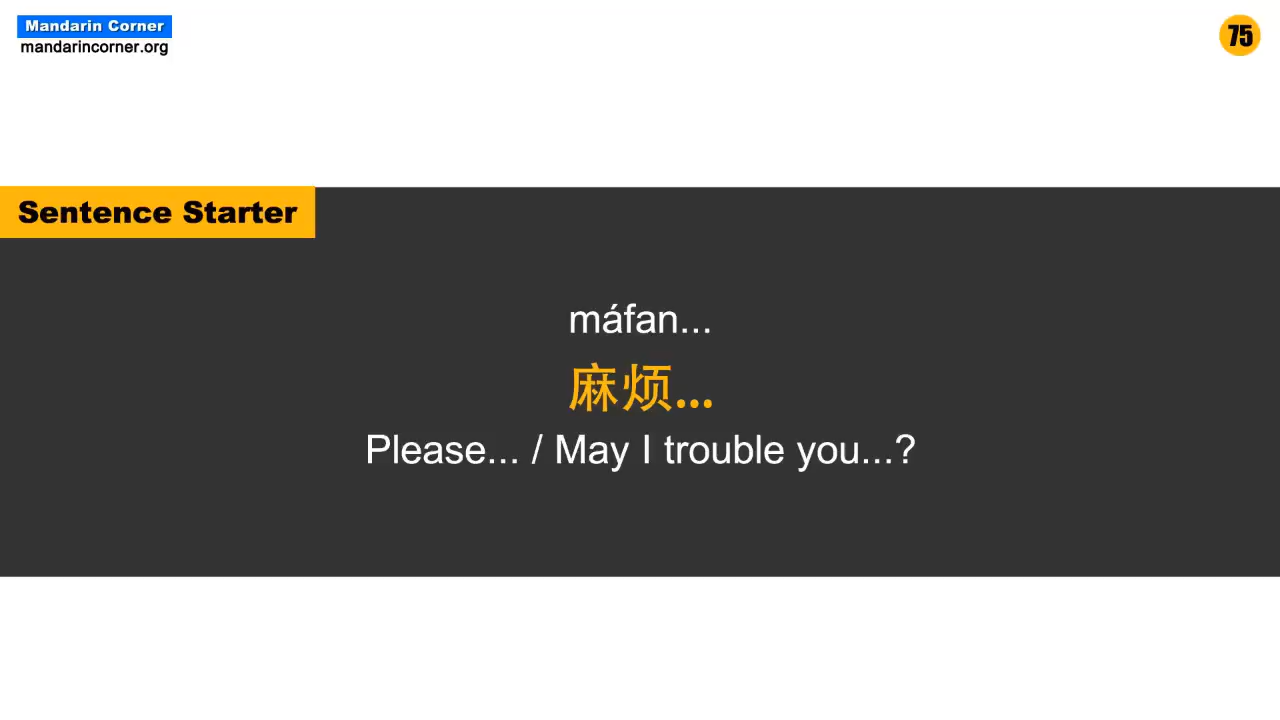 Mandarin Corner
mandarincorner.org
75
Sentence Starter
máfan...
麻烦...
Please... / May I trouble you...?